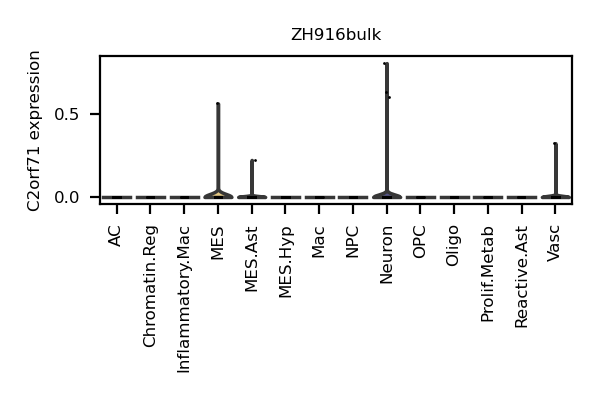 ZH916bulk
C2orf71 expression
0.5
0.0
AC
Chromatin.Reg
Inflammatory.Mac
MES
MES.Ast
MES.Hyp
Mac
NPC
Neuron
OPC
Oligo
Prolif.Metab
Reactive.Ast
Vasc